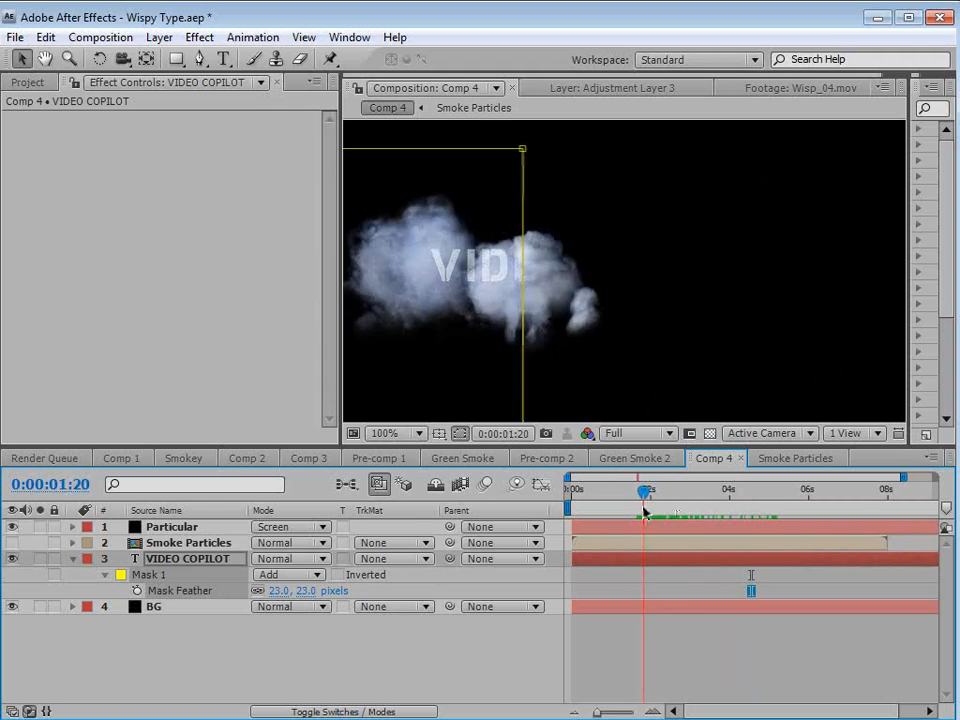 Adobe After Effects - Wispy Type.aep *
File Edit Composition Layer Effect Animation View Window Help
Workspace: Standard Search Help
Project Effect Controls: VIDEO COPILOT
Composition: Comp 4 Layer: Adjustment Layer 3 Footage: Wisp_04.mov
Comp 4 • VIDEO COPILOT
Comp 4 Smoke Particles
VIDE
100% 0:00:01:20 Full Active Camera 1 View
Render Queue Comp 1 Smokey Comp 2 Comp 3 Pre-comp 1 Green Smoke Pre-comp 2 Green Smoke 2 Comp 4 Smoke Particles
0:00:01:20
:00s 2s 04s 06s 08s
# Source Name Mode T TrkMat Parent
1 Particular Screen None
2 Smoke Particles Normal None None
3 T VIDEO COPILOT Normal None None
Mask 1 Add Inverted
Mask Feather 23.0, 23.0 pixels
4 BG Normal None None
Toggle Switches / Modes